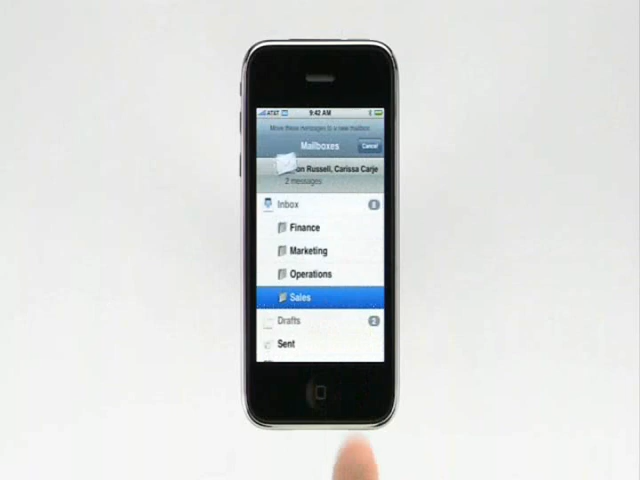 AT&T 9:42 AM
Move these messages to a new mailbox
Mailboxes Cancel
on Russell, Carissa Carje
2 messages
Inbox 8
Finance
Marketing
Operations
Sales
Drafts 2
Sent